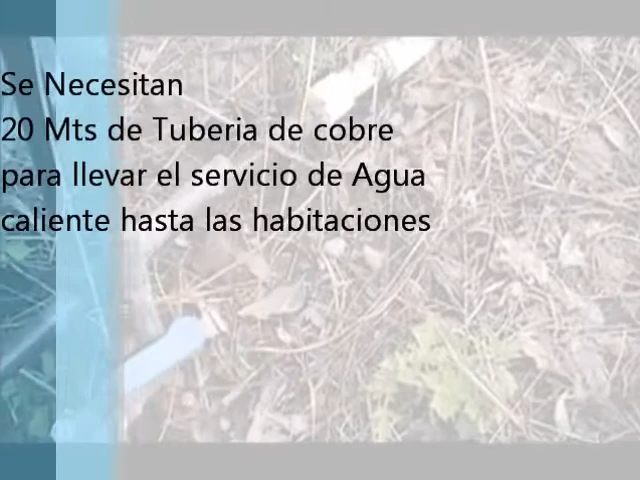 Se Necesitan
20 Mts de Tuberia de cobre
para llevar el servicio de Agua
caliente hasta las habitaciones